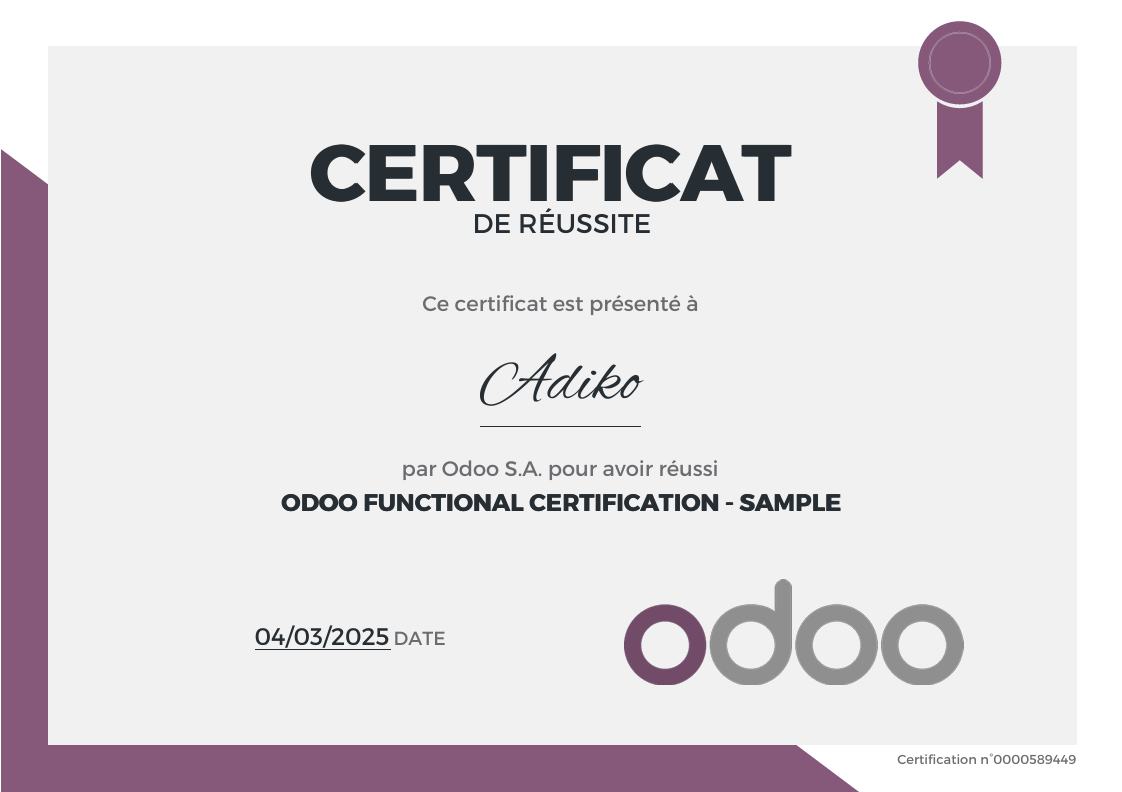 CERTIFICAT
DE RÉUSSITE
Ce certificat est présenté à
Adiko
par Odoo S.A. pour avoir réussi
ODOO FUNCTIONAL CERTIFICATION - SAMPLE
04/03/2025 DATE
odoo
Certification n°0000589449